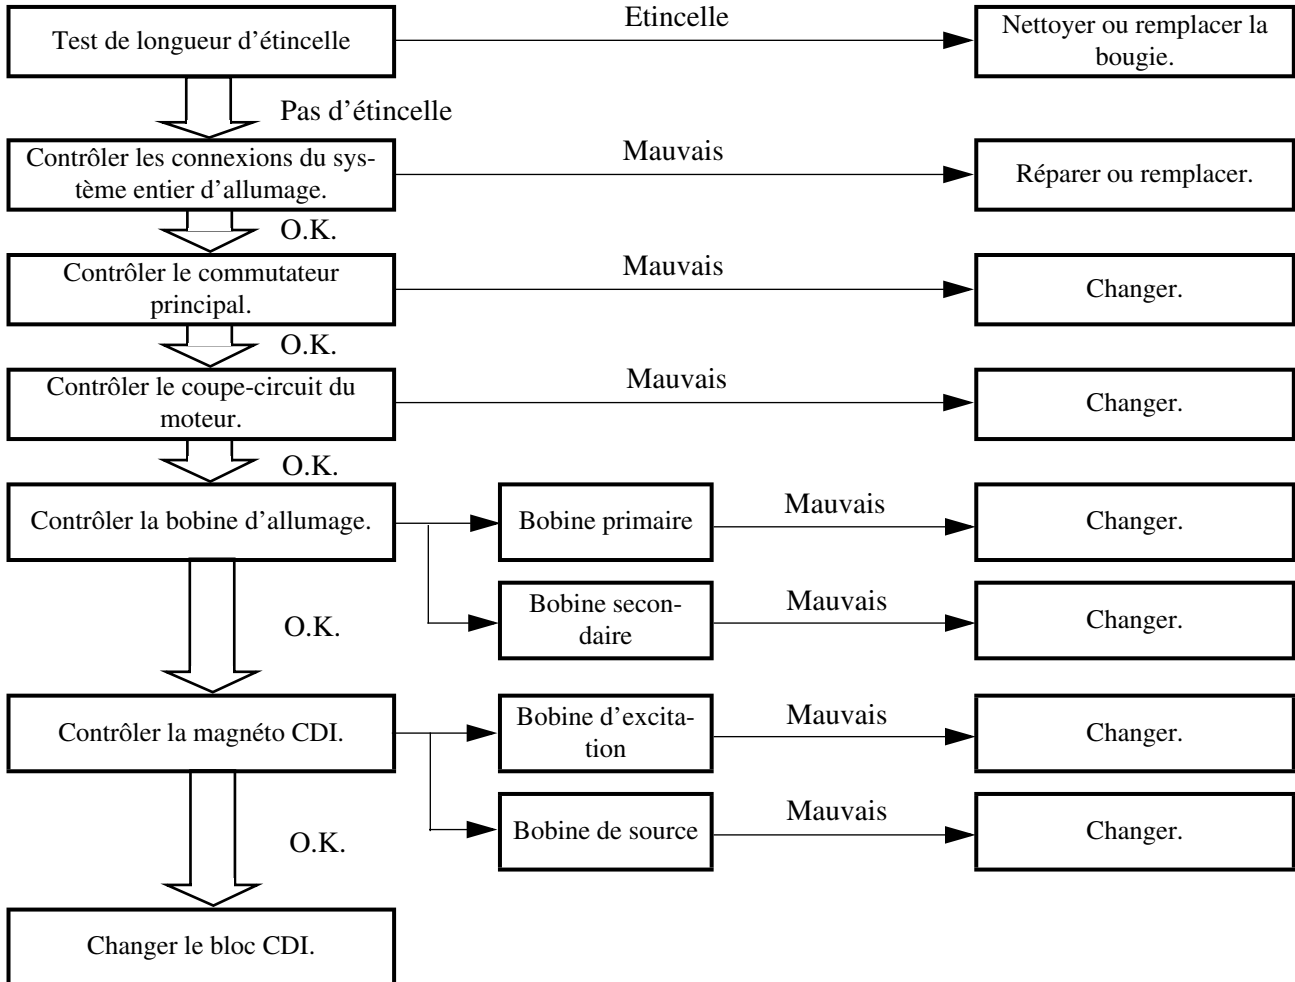 Test de longueur d’étincelle
Etincelle
Nettoyer ou remplacer la
bougie.
Pas d’étincelle
Contrôler les connexions du sys-
tème entier d’allumage.
Mauvais
Réparer ou remplacer.
O.K.
Contrôler le commutateur
principal.
Mauvais
Changer.
O.K.
Contrôler le coupe-circuit du
moteur.
Mauvais
Changer.
O.K.
Contrôler la bobine d’allumage.
Bobine primaire
Mauvais
Changer.
Bobine secon-
daire
Mauvais
Changer.
O.K.
Contrôler la magnéto CDI.
Bobine d’excita-
tion
Mauvais
Changer.
Bobine de source
Mauvais
Changer.
O.K.
Changer le bloc CDI.